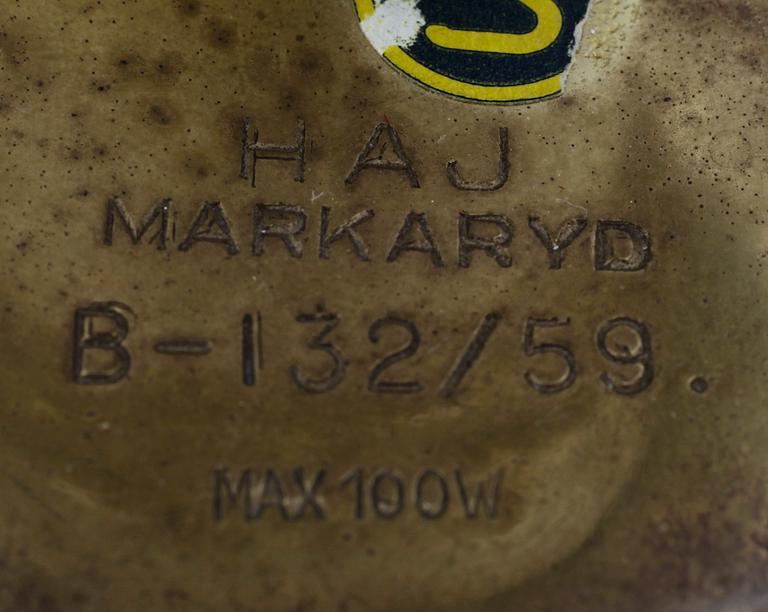 HAJ
MARKARYD
B-132/59.
MAX 100W